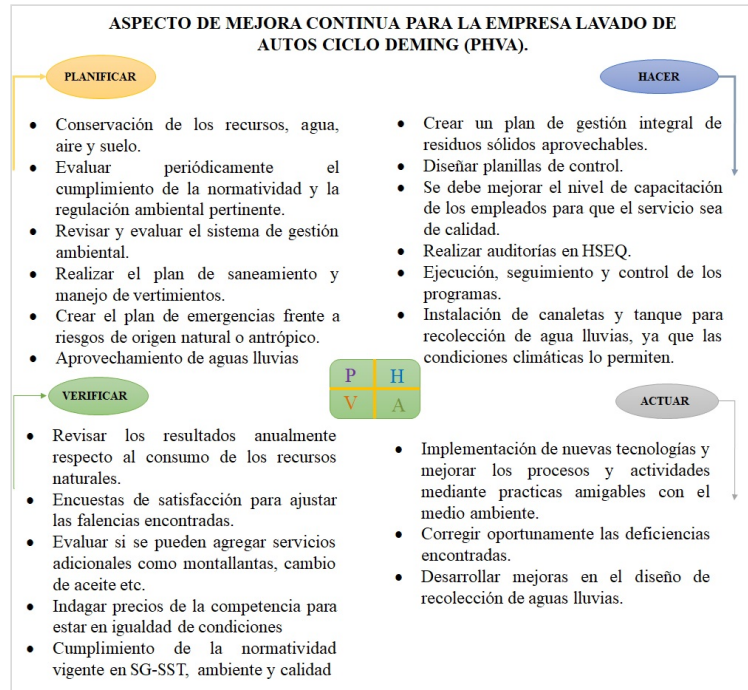 ASPECTO DE MEJORA CONTINUA PARA LA EMPRESA LAVADO DE
AUTOS CICLO DEMING (PHVA).
PLANIFICAR
• Conservación de los recursos, agua,
aire y suelo.
• Evaluar periódicamente el
cumplimiento de la normatividad y la
regulación ambiental pertinente.
• Revisar y evaluar el sistema de gestión
ambiental.
• Realizar el plan de saneamiento y
manejo de vertimientos.
• Crear el plan de emergencias frente a
riesgos de origen natural o antrópico.
• Aprovechamiento de aguas lluvias
HACER
• Crear un plan de gestión integral de
residuos sólidos aprovechables.
• Diseñar planillas de control.
• Se debe mejorar el nivel de capacitación
de los empleados para que el servicio sea
de calidad.
• Realizar auditorías en HSEQ.
• Ejecución, seguimiento y control de los
programas.
• Instalación de canaletas y tanque para
recolección de agua lluvias, ya que las
condiciones climáticas lo permiten.
P H
V A
VERIFICAR
• Revisar los resultados anualmente
respecto al consumo de los recursos
naturales.
• Encuestas de satisfacción para ajustar
las falencias encontradas.
• Evaluar si se pueden agregar servicios
adicionales como montallantas, cambio
de aceite etc.
• Indagar precios de la competencia para
estar en igualdad de condiciones
• Cumplimiento de la normatividad
vigente en SG-SST, ambiente y calidad
ACTUAR
• Implementación de nuevas tecnologías y
mejorar los procesos y actividades
mediante practicas amigables con el
medio ambiente.
• Corregir oportunamente las deficiencias
encontradas.
• Desarrollar mejoras en el diseño de
recolección de aguas lluvias.